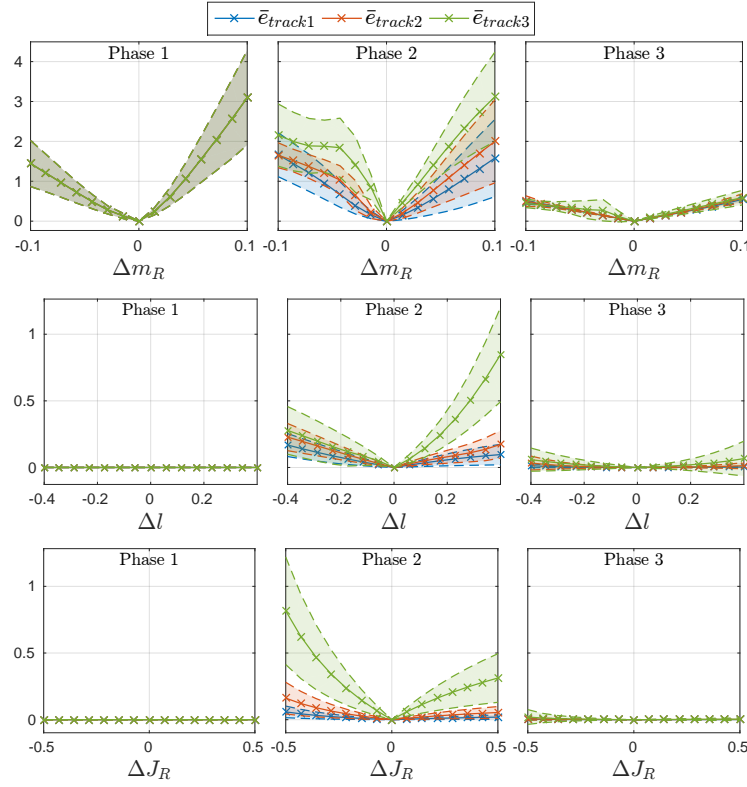 ē_track1 ē_track2 ē_track3
Phase 1 Phase 2 Phase 3
4
3
2
1
0
-0.1 0 0.1 -0.1 0 0.1 -0.1 0 0.1
Δm_R Δm_R Δm_R
Phase 1 Phase 2 Phase 3
1
0.5
0
-0.4 -0.2 0 0.2 -0.4 -0.2 0 0.2 -0.4 -0.2 0 0.2
Δl Δl Δl
Phase 1 Phase 2 Phase 3
1
0.5
0
-0.5 0 0.5 -0.5 0 0.5 -0.5 0 0.5
ΔJ_R ΔJ_R ΔJ_R